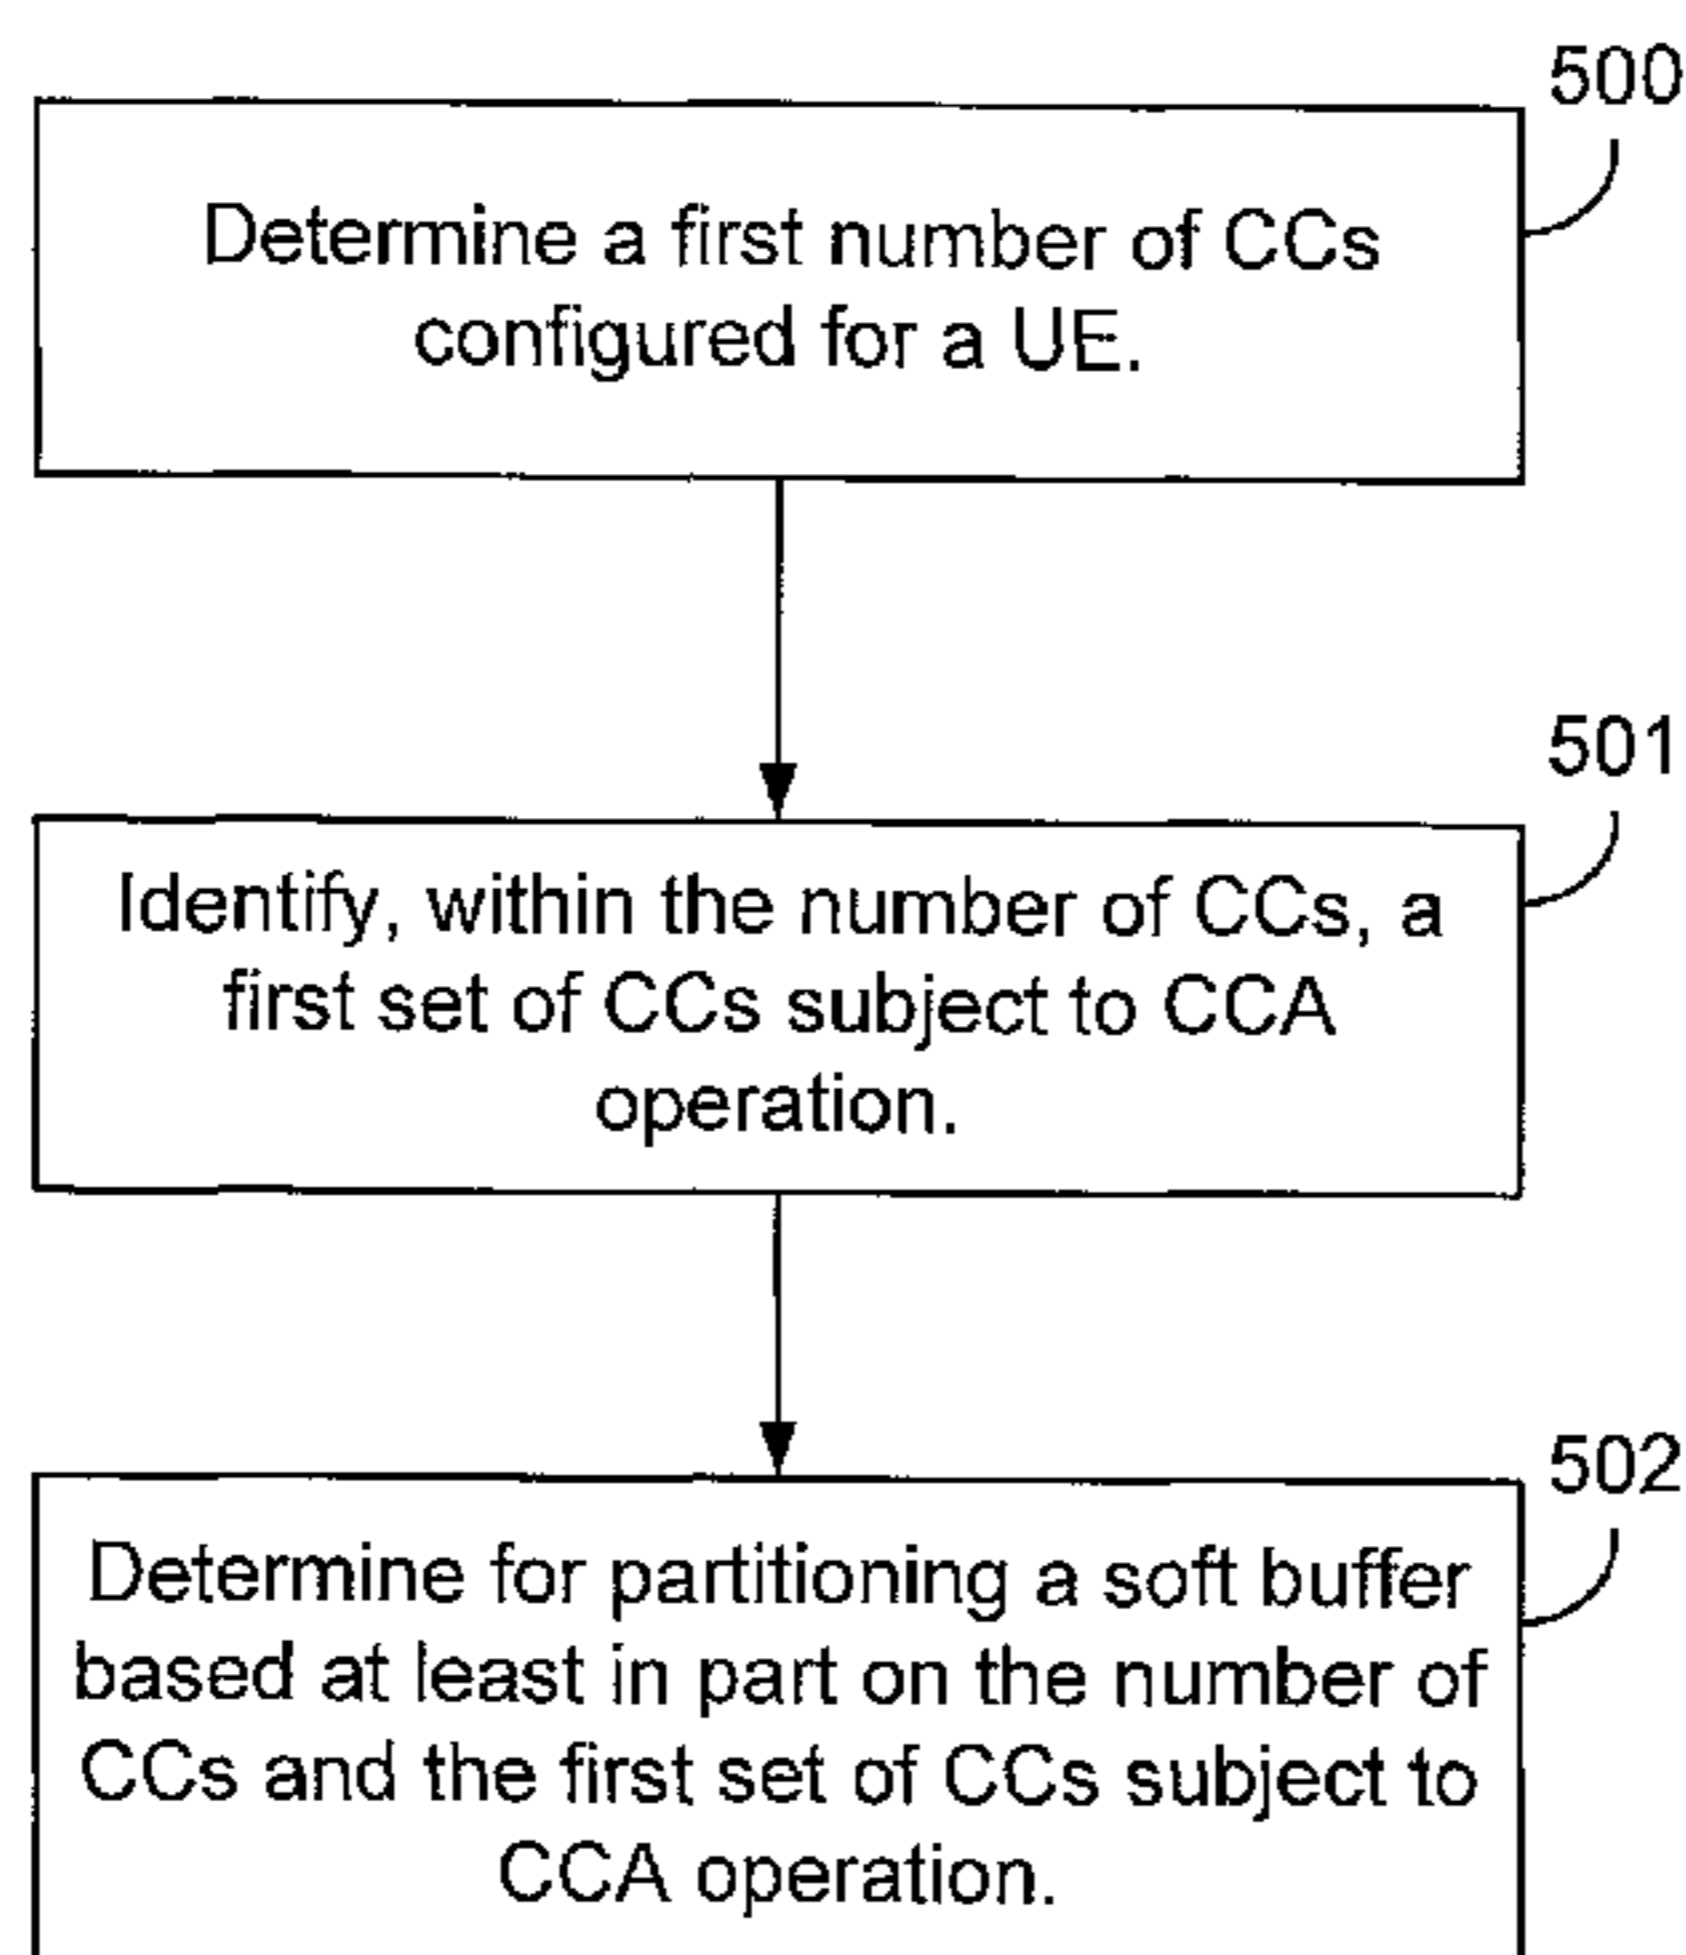 500
Determine a first number of CCs
configured for a UE.
501
Identify, within the number of CCs, a
first set of CCs subject to CCA
operation.
502
Determine for partitioning a soft buffer
based at least in part on the number of
CCs and the first set of CCs subject to
CCA operation.